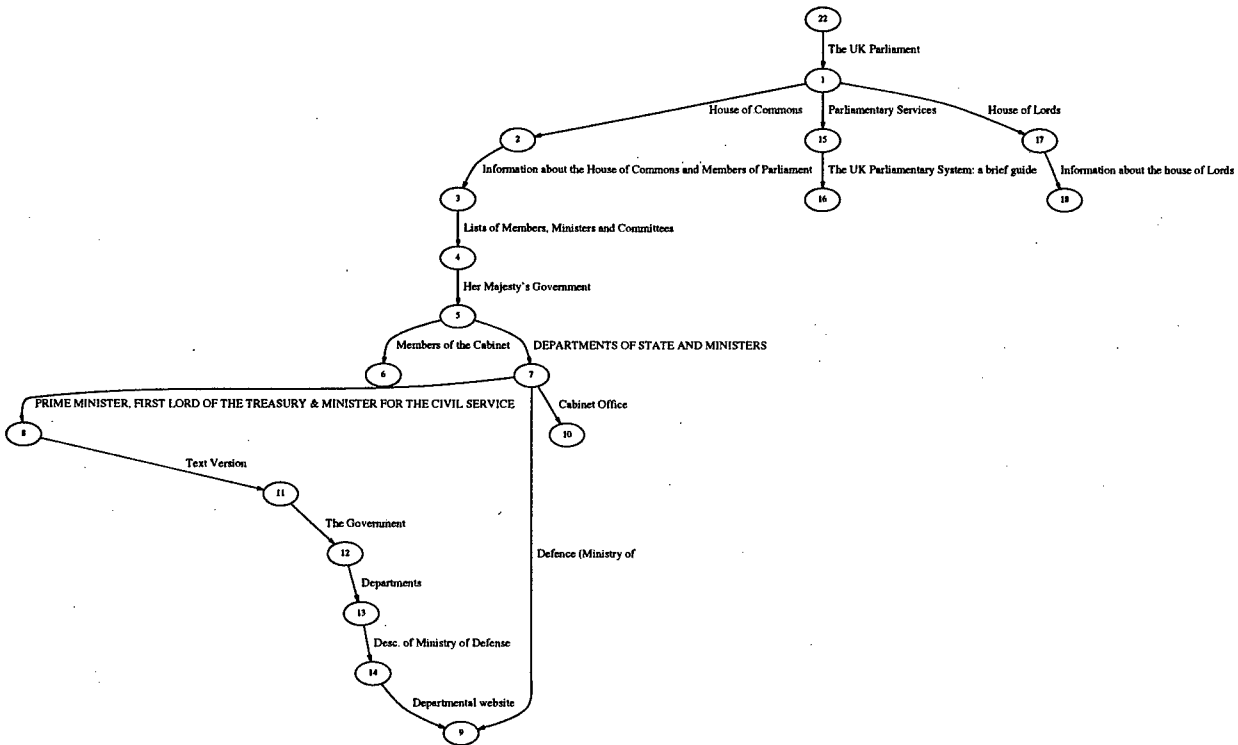 22
The UK Parliament
1
House of Commons
Parliamentary Services
House of Lords
2
15
17
Information about the House of Commons and Members of Parliament
The UK Parliamentary System: a brief guide
Information about the house of Lords
3
16
18
Lists of Members, Ministers and Committees
4
Her Majesty's Government
5
Members of the Cabinet
DEPARTMENTS OF STATE AND MINISTERS
6
7
PRIME MINISTER, FIRST LORD OF THE TREASURY & MINISTER FOR THE CIVIL SERVICE
Cabinet Office
8
10
Text Version
11
The Government
12
Defence (Ministry of
Departments
13
Desc. of Ministry of Defense
14
Departmental website
9